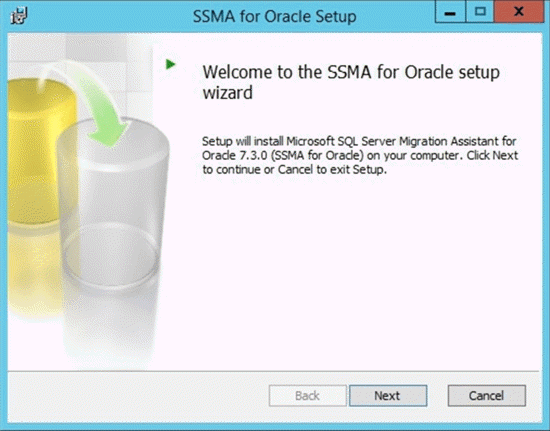 SSMA for Oracle Setup
Welcome to the SSMA for Oracle setup
wizard
Setup will install Microsoft SQL Server Migration Assistant for
Oracle 7.3.0 (SSMA for Oracle) on your computer. Click Next
to continue or Cancel to exit Setup.
Back Next Cancel